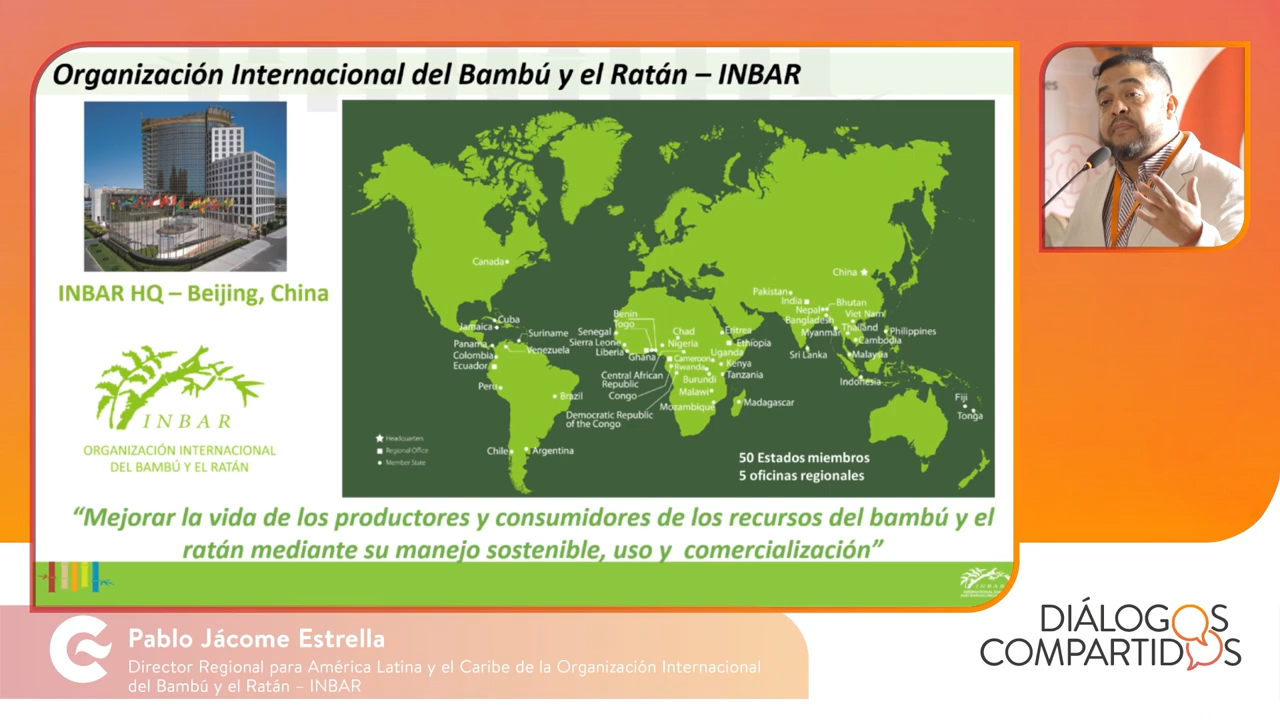 Organización Internacional del Bambú y el Ratán – INBAR
INBAR HQ – Beijing, China
INBAR
ORGANIZACIÓN INTERNACIONAL
DEL BAMBÚ Y EL RATÁN
Canada
China
Pakistan
India
Nepal
Bhutan
Bangladesh
Viet Nam
Myanmar
Thailand
Philippines
Cambodia
Sri Lanka
Malaysia
Indonesia
Fiji
Tonga
Cuba
Jamaica
Suriname
Panama
Venezuela
Colombia
Ecuador
Peru
Brazil
Chile
Argentina
Benin
Togo
Senegal
Sierra Leone
Liberia
Ghana
Chad
Nigeria
Eritrea
Ethiopia
Cameroon
Uganda
Rwanda
Kenya
Central African
Republic
Burundi
Tanzania
Congo
Malawi
Mozambique
Madagascar
Democratic Republic
of the Congo
Headquarters
Regional Office
Member State
50 Estados miembros
5 oficinas regionales
“Mejorar la vida de los productores y consumidores de los recursos del bambú y el
ratán mediante su manejo sostenible, uso y comercialización”
INBAR
Pablo Jácome Estrella
Director Regional para América Latina y el Caribe de la Organización Internacional
del Bambú y el Ratán – INBAR
DIÁLOGOS
COMPARTIDOS